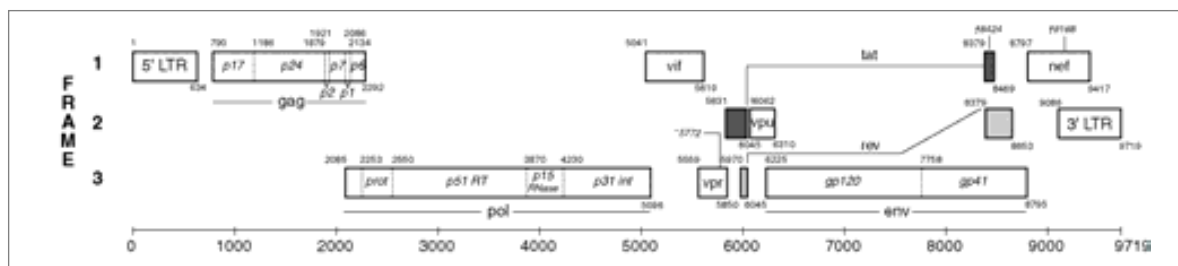 1921 2086
1 790 1186 1879 2134 5041 *8424 *9168
8379 8797
1 5' LTR p17 p24 p7 p6 vif tat nef
634 p2 p1 2292 5619 8469 9417
gag
5831 6062 8379 9086
2 vpu 3' LTR
*5772 6045 6310 rev 8653 9719
2085 2253 2550 3870 4230 5559 5970 6225 7758
3 prot p51 RT p15 RNase p31 int vpr gp120 gp41
5096 5850 6045 8795
pol env
FRAME
0 1000 2000 3000 4000 5000 6000 7000 8000 9000 9719